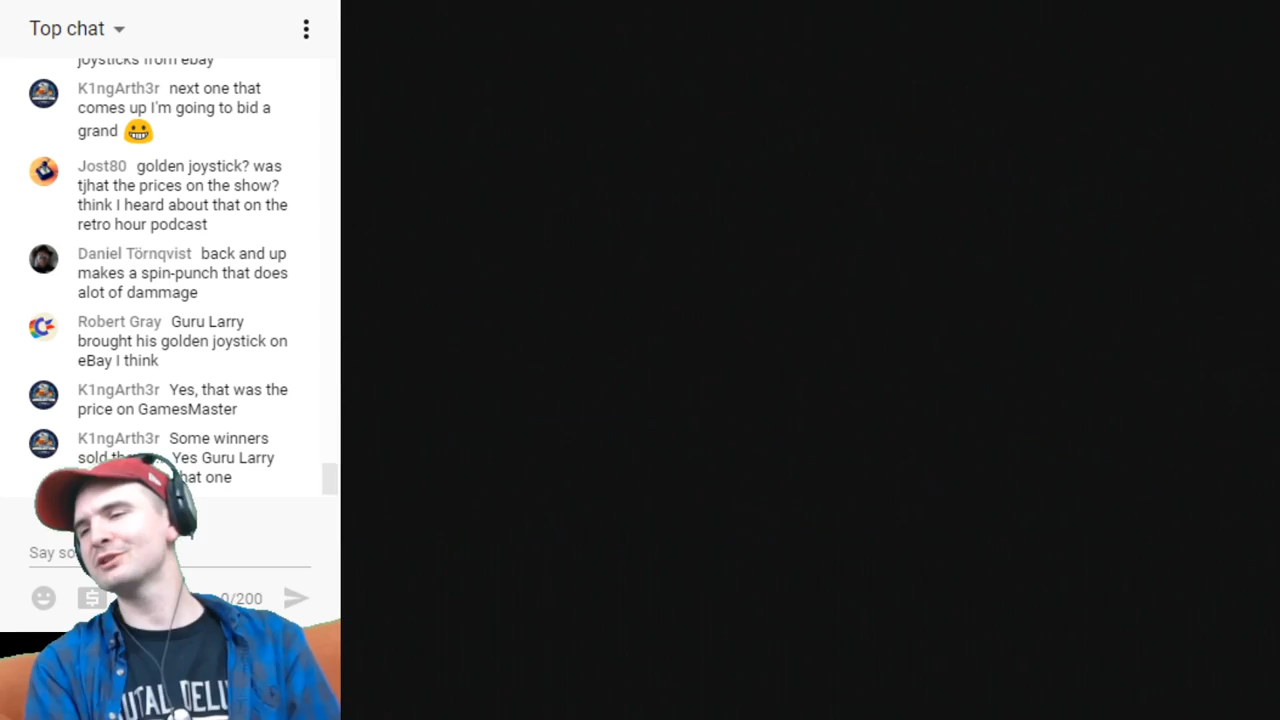 Top chat
joysticks from ebay
K1ngArth3r next one that
comes up I'm going to bid a
grand
Jost80 golden joystick? was
tjhat the prices on the show?
think I heard about that on the
retro hour podcast
Daniel Törnqvist back and up
makes a spin-punch that does
alot of dammage
Robert Gray Guru Larry
brought his golden joystick on
eBay I think
K1ngArth3r Yes, that was the
price on GamesMaster
K1ngArth3r Some winners
sold Yes Guru Larry
that one
Say
0/200